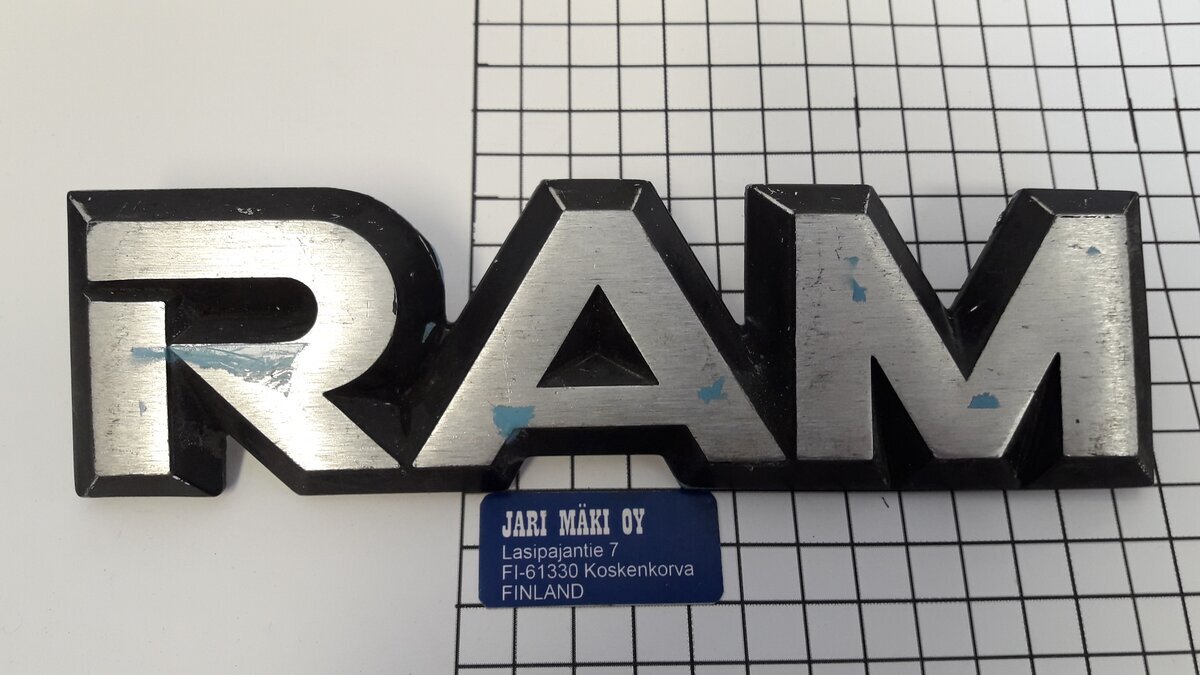 RAM
JARI MÄKI OY
Lasipajantie 7
FI-61330 Koskenkorva
FINLAND